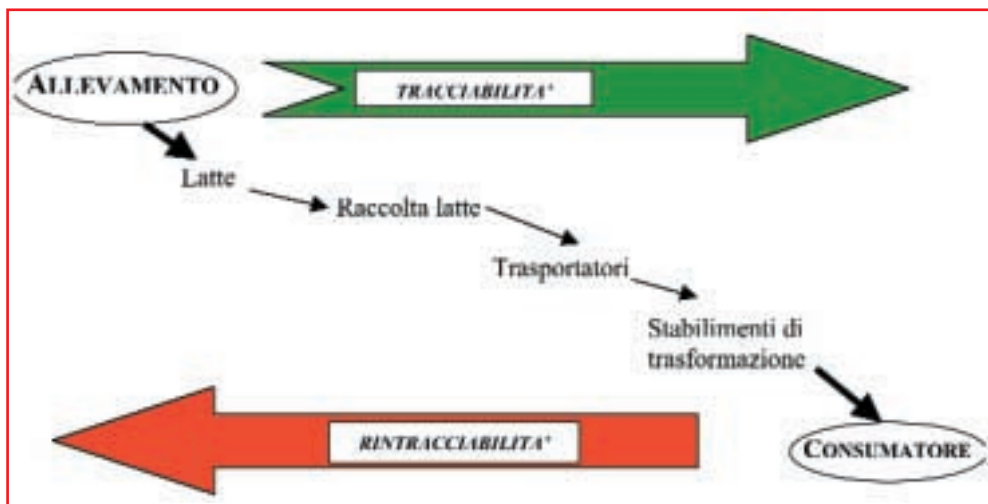 ALLEVAMENTO
TRACCIABILITA'
Latte
Raccolta latte
Trasportatori
Stabilimenti di
trasformazione
RINTRACCIABILITA'
CONSUMATORE